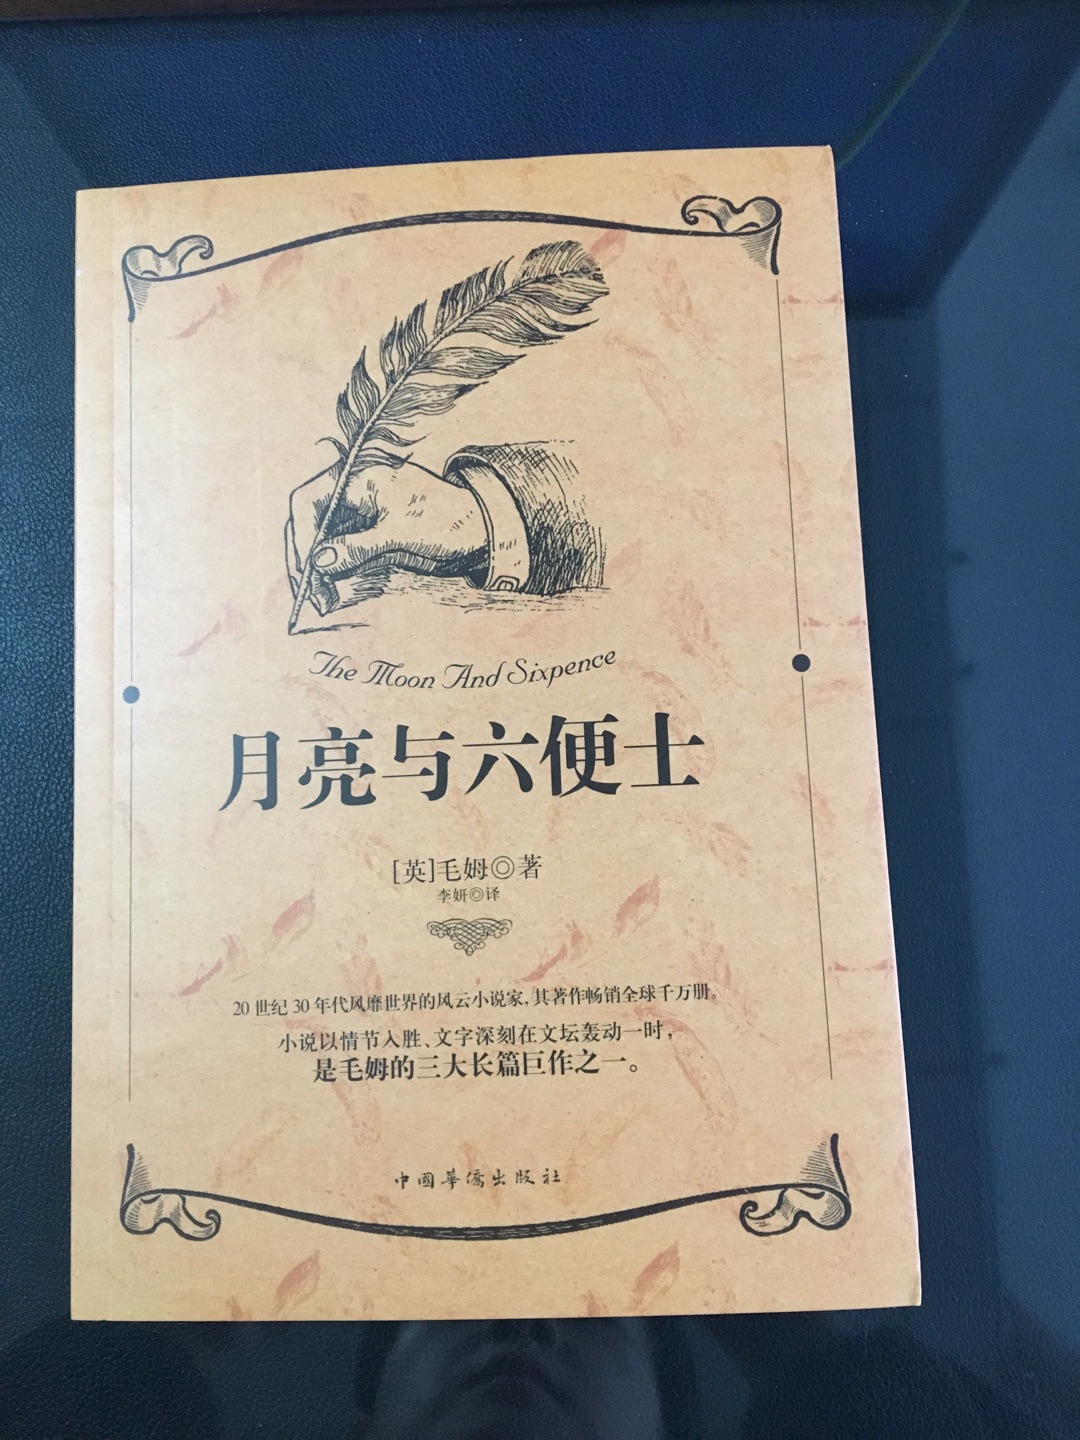 The Moon And Sixpence
月亮与六便士
[英]毛姆◎著
李妍◎译
20世纪30年代风靡世界的风云小说家,其著作畅销全球千万册。
小说以情节入胜、文字深刻在文坛轰动一时,
是毛姆的三大长篇巨作之一。
中國華僑出版社